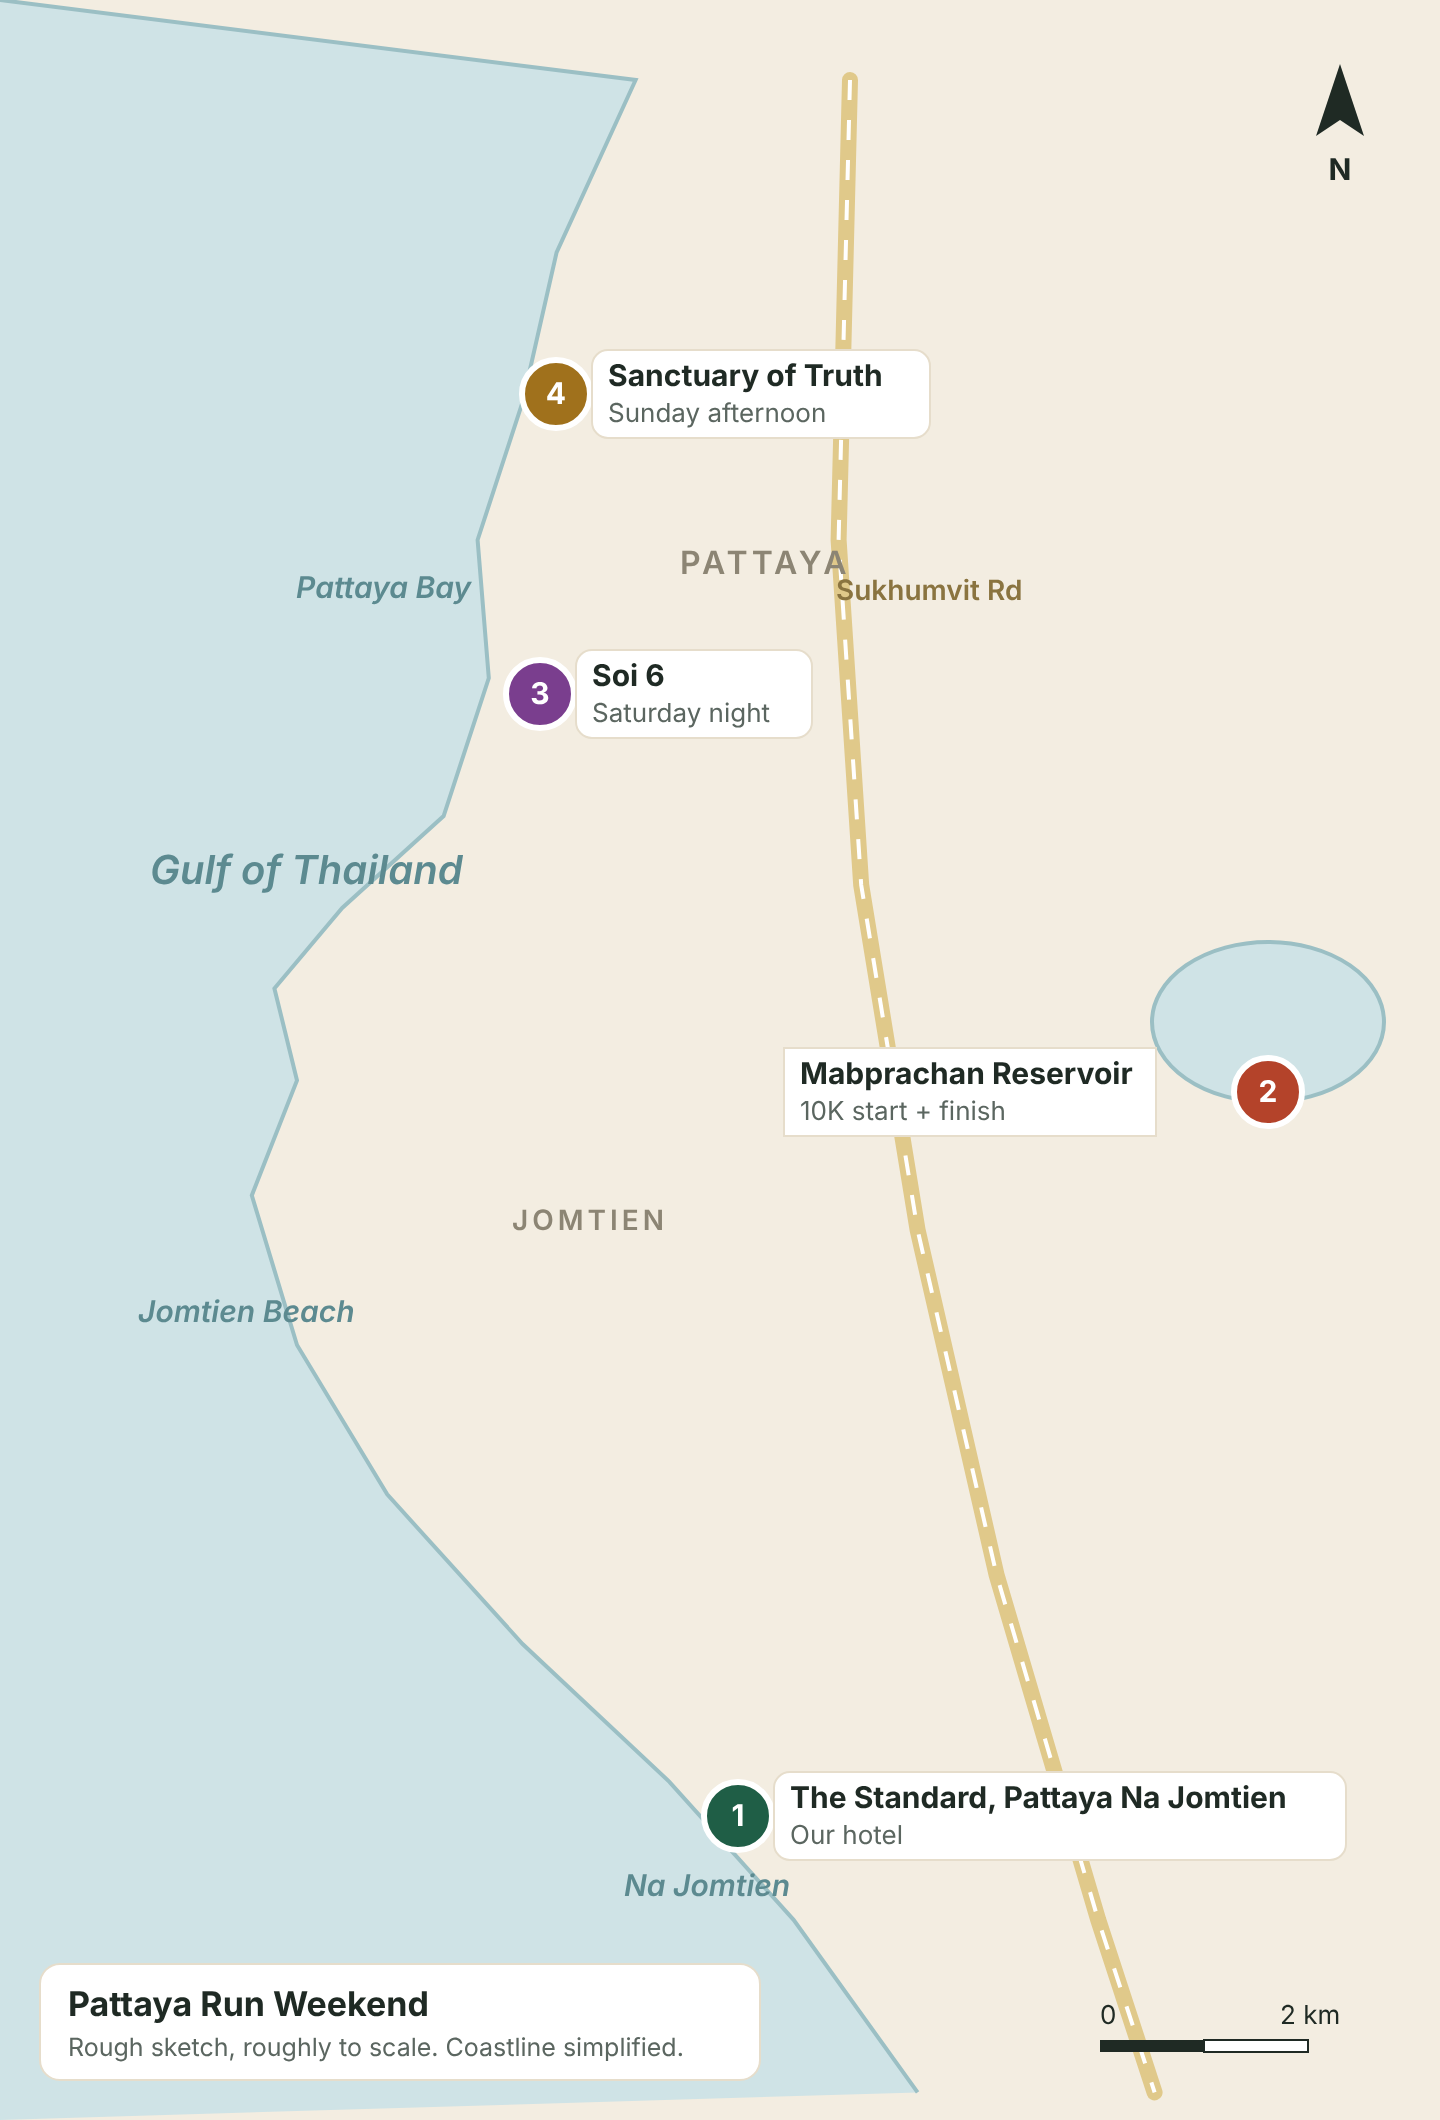 N
4
Sanctuary of Truth
Sunday afternoon
PATTAYA
Pattaya Bay
Sukhumvit Rd
3
Soi 6
Saturday night
Gulf of Thailand
Mabprachan Reservoir
10K start + finish
2
JOMTIEN
Jomtien Beach
1
The Standard, Pattaya Na Jomtien
Our hotel
Na Jomtien
Pattaya Run Weekend
Rough sketch, roughly to scale. Coastline simplified.
0 2 km